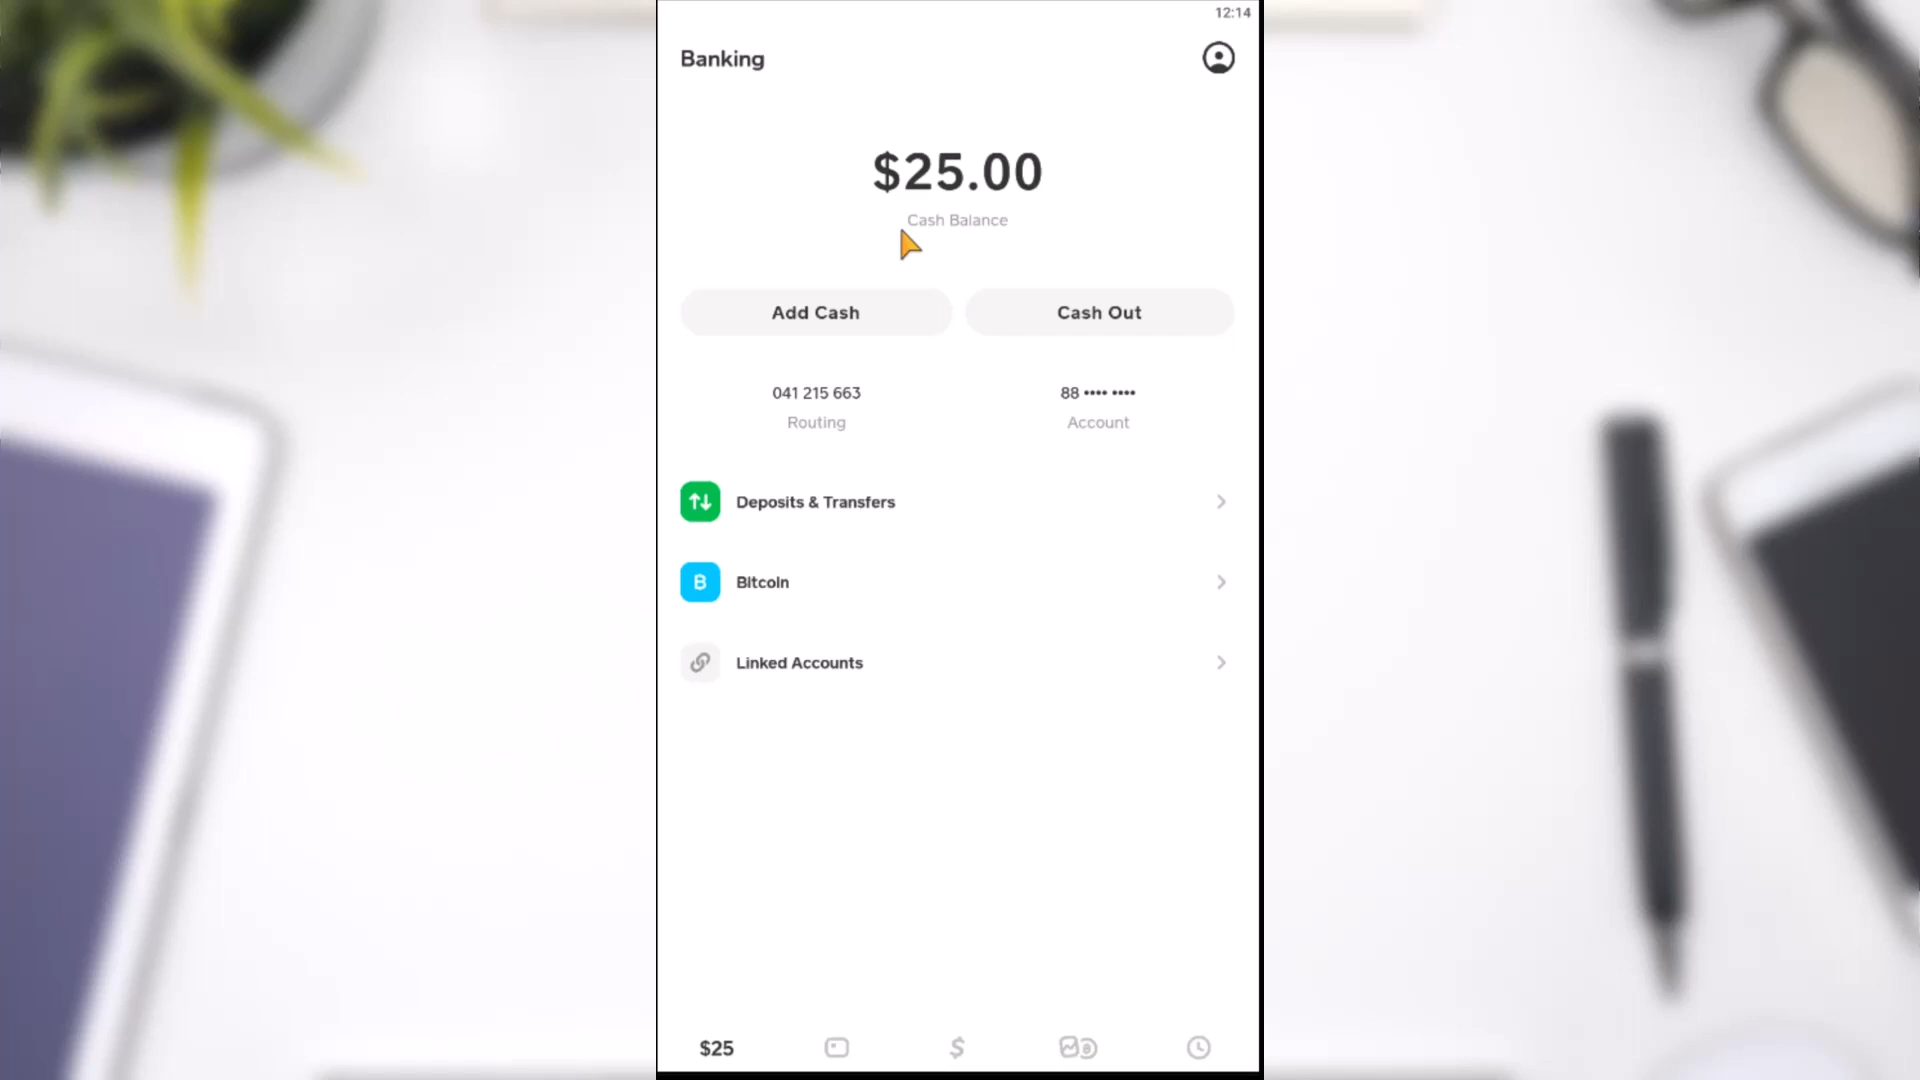 12:14
Banking
$25.00
Cash Balance
Add Cash
Cash Out
041 215 663
88 •••• ••••
Routing
Account
Deposits & Transfers
B
Bitcoin
Linked Accounts
$25
$